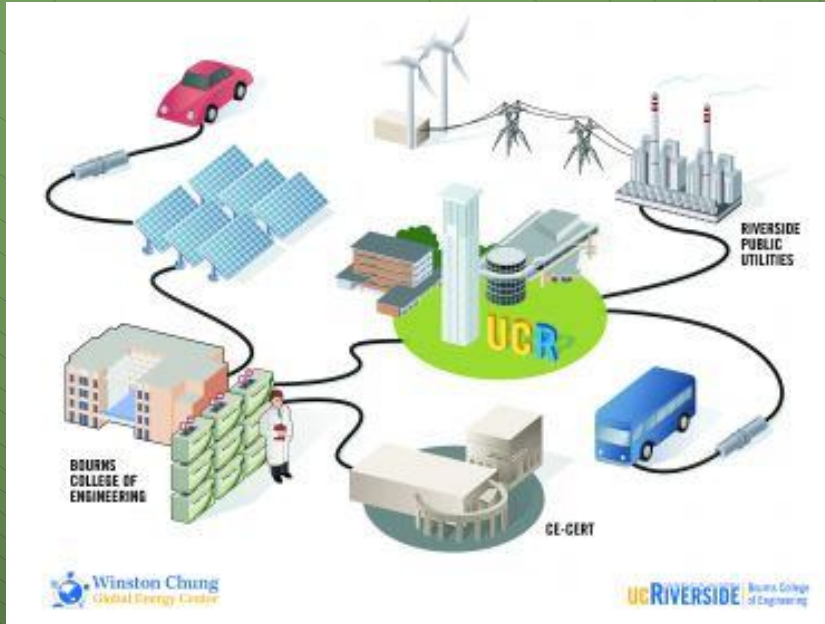 RIVERSIDE
PUBLIC
UTILITIES
UCR
BOURNS
COLLEGE OF
ENGINEERING
CE-CERT
Winston Chung
Global Energy Center
UCRIVERSIDE
Bourns College
of Engineering